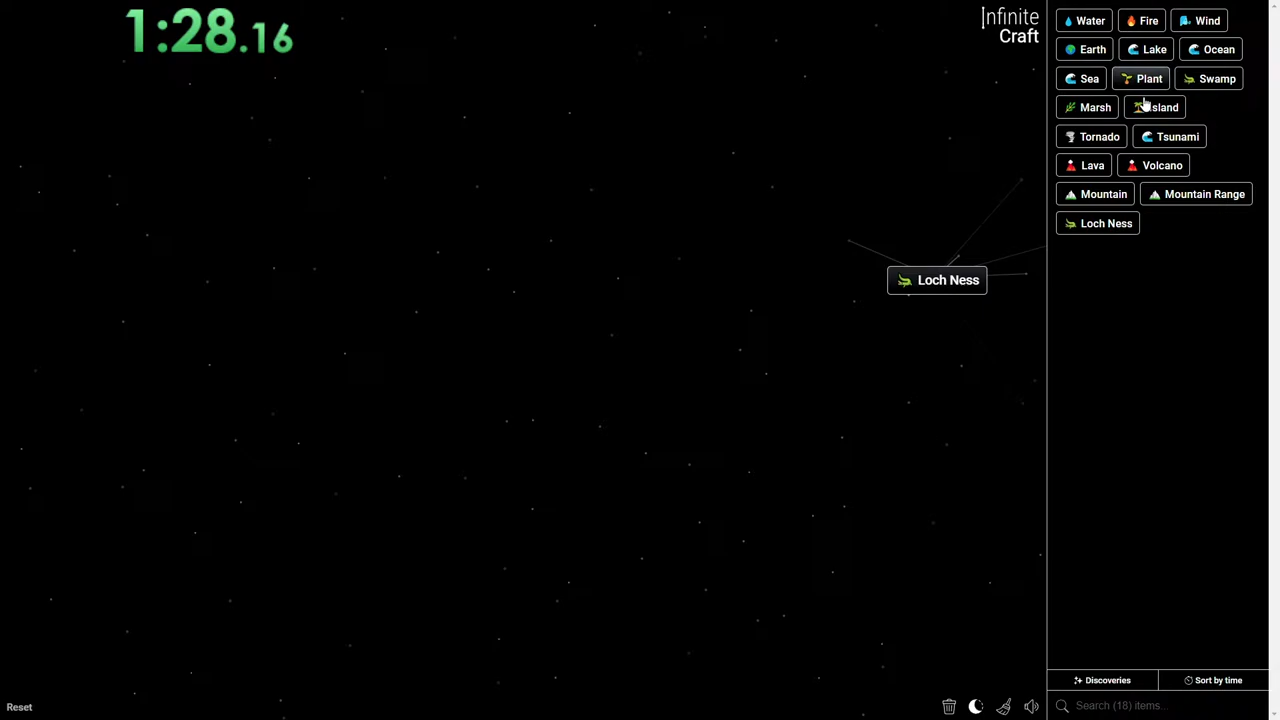 1:28.16
Infinite
Craft
Water Fire Wind
Earth Lake Ocean
Sea Plant Swamp
Marsh Island
Tornado Tsunami
Lava Volcano
Mountain Mountain Range
Loch Ness
Loch Ness
Discoveries Sort by time
Reset Search (18) items...